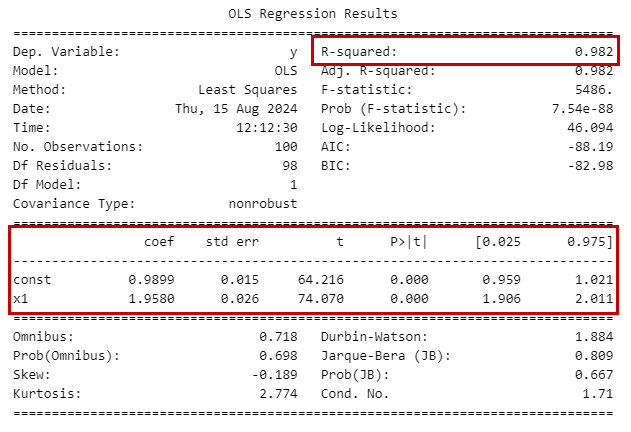 OLS Regression Results
==============================================================================
Dep. Variable:                      y   R-squared:                       0.982
Model:                            OLS   Adj. R-squared:                  0.982
Method:                 Least Squares   F-statistic:                     5486.
Date:                Thu, 15 Aug 2024   Prob (F-statistic):           7.54e-88
Time:                        12:12:30   Log-Likelihood:                 46.094
No. Observations:                 100   AIC:                            -88.19
Df Residuals:                      98   BIC:                            -82.98
Df Model:                           1
Covariance Type:            nonrobust
==============================================================================
                 coef    std err          t      P>|t|      [0.025      0.975]
------------------------------------------------------------------------------
const          0.9899      0.015     64.216      0.000       0.959       1.021
x1             1.9580      0.026     74.070      0.000       1.906       2.011
==============================================================================
Omnibus:                        0.718   Durbin-Watson:                   1.884
Prob(Omnibus):                  0.698   Jarque-Bera (JB):                0.809
Skew:                          -0.189   Prob(JB):                        0.667
Kurtosis:                       2.774   Cond. No.                         1.71
==============================================================================